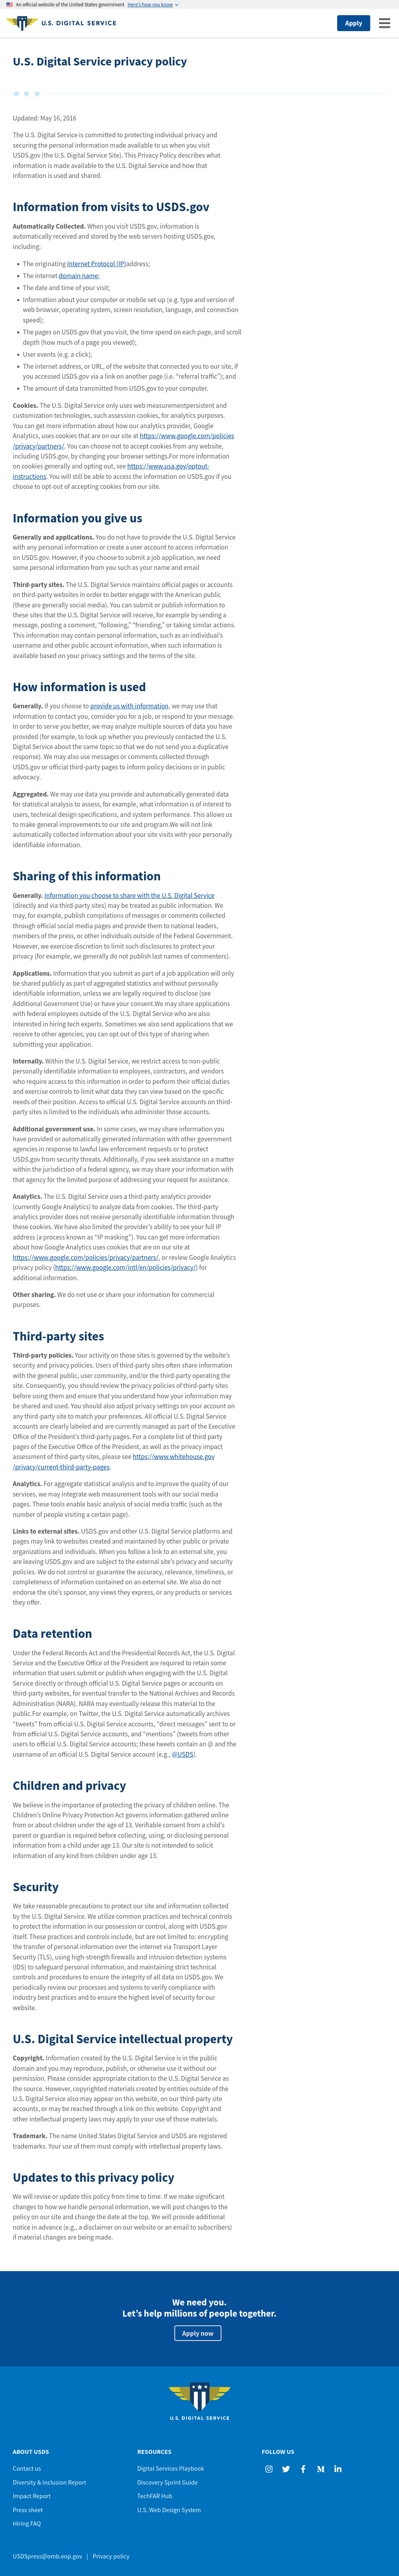 An official website of the United States government Here's how you know
U.S. DIGITAL SERVICE
Apply
U.S. Digital Service privacy policy
Updated: May 16, 2016
The U.S. Digital Service is committed to protecting individual privacy and
securing the personal information made available to us when you visit
USDS.gov (the U.S. Digital Service Site). This Privacy Policy describes what
information is made available to the U.S. Digital Service and how that
information is used and shared.
Information from visits to USDS.gov
Automatically Collected. When you visit USDS.gov, information is
automatically received and stored by the web servers hosting USDS.gov,
including:
• The originating Internet Protocol (IP)address;
• The internet domain name;
• The date and time of your visit;
• Information about your computer or mobile set-up (e.g. type and version of
web browser, operating system, screen resolution, language, and connection
speed);
• The pages on USDS.gov that you visit, the time spend on each page, and scroll
depth (how much of a page you viewed);
• User events (e.g. a click);
• The internet address, or URL, of the website that connected you to our site, if
you accessed USDS.gov via a link on another page (i.e. “referral traffic”); and
• The amount of data transmitted from USDS.gov to your computer.
Cookies. The U.S. Digital Service only uses web measurementpersistent and
customization technologies, such assession cookies, for analytics purposes.
You can get more information about how our analytics provider, Google
Analytics, uses cookies that are on our site at https://www.google.com/policies
/privacy/partners/. You can choose not to accept cookies from any website,
including USDS.gov, by changing your browser settings.For more information
on cookies generally and opting out, see https://www.usa.gov/optout-
instructions. You will still be able to access the information on USDS.gov if you
choose to opt-out of accepting cookies from our site.
Information you give us
Generally and applications. You do not have to provide the U.S. Digital Service
with any personal information or create a user account to access information
on USDS.gov. However, if you choose to submit a job application, we need
some personal information from you such as your name and email
Third-party sites. The U.S. Digital Service maintains official pages or accounts
on third-party websites in order to better engage with the American public
(these are generally social media). You can submit or publish information to
these sites that the U.S. Digital Service will receive, for example by sending a
message, posting a comment, “following,” “friending,” or taking similar actions.
This information may contain personal information, such as an individual’s
username and other public account information, when such information is
available based on your privacy settings and the terms of the site.
How information is used
Generally. If you choose to provide us with information, we may use that
information to contact you, consider you for a job, or respond to your message.
In order to serve you better, we may analyze multiple sources of data you have
provided (for example, to look up whether you previously contacted the U.S.
Digital Service about the same topic so that we do not send you a duplicative
response). We may also use messages or comments collected through
USDS.gov or official third-party pages to inform policy decisions or in public
advocacy.
Aggregated. We may use data you provide and automatically generated data
for statistical analysis to assess, for example, what information is of interest to
users, technical design specifications, and system performance. This allows us
to make general improvements to our site and program.We will not link
automatically collected information about your site visits with your personally
identifiable information.
Sharing of this information
Generally. Information you choose to share with the U.S. Digital Service
(directly and via third-party sites) may be treated as public information. We
may, for example, publish compilations of messages or comments collected
through official social media pages and provide them to national leaders,
members of the press, or other individuals outside of the Federal Government.
However, we exercise discretion to limit such disclosures to protect user
privacy (for example, we generally do not publish last names of commenters).
Applications. Information that you submit as part of a job application will only
be shared publicly as part of aggregated statistics and without personally
identifiable information, unless we are legally required to disclose (see
Additional Government Use) or have your consent.We may share applications
with federal employees outside of the U.S. Digital Service who are also
interested in hiring tech experts. Sometimes we also send applications that we
receive to other agencies; you can opt out of this type of sharing when
submitting your application.
Internally. Within the U.S. Digital Service, we restrict access to non-public
personally identifiable information to employees, contractors, and vendors
who require access to this information in order to perform their official duties
and exercise controls to limit what data they can view based on the specific
needs of their position. Access to official U.S. Digital Service accounts on third-
party sites is limited to the individuals who administer those accounts.
Additional government use. In some cases, we may share information you
have provided or automatically generated information with other government
agencies in response to lawful law enforcement requests or to protect
USDS.gov from security threats. Additionally, if you seek assistance on a matter
within the jurisdiction of a federal agency, we may share your information with
that agency for the limited purpose of addressing your request for assistance.
Analytics. The U.S. Digital Service uses a third-party analytics provider
(currently Google Analytics) to analyze data from cookies. The third party
analytics provider does not receive personally identifiable information through
these cookies. We have also limited the provider’s ability to see your full IP
address (a process known as “IP masking”). You can get more information
about how Google Analytics uses cookies that are on our site at
https://www.google.com/policies/privacy/partners/, or review Google Analytics
privacy policy (https://www.google.com/intl/en/policies/privacy/) for
additional information.
Other sharing. We do not use or share your information for commercial
purposes.
Third-party sites
Third-party policies. Your activity on those sites is governed by the website’s
security and privacy policies. Users of third-party sites often share information
with the general public, user community, and/or the third-party operating the
site. Consequently, you should review the privacy policies of third-party sites
before using them and ensure that you understand how your information may
be shared and used. You should also adjust privacy settings on your account on
any third-party site to match your preferences. All official U.S. Digital Service
accounts are clearly labeled and are currently managed as part of the Executive
Office of the President’s third-party pages. For a complete list of third party
pages of the Executive Office of the President, as well as the privacy impact
assessment of third-party sites, please see https://www.whitehouse.gov
/privacy/current-third-party-pages.
Analytics. For aggregate statistical analysis and to improve the quality of our
services, we may integrate web measurement tools with our social media
pages. These tools enable basic analysis of social media traffic (such as the
number of people visiting a certain page).
Links to external sites. USDS.gov and other U.S. Digital Service platforms and
pages may link to websites created and maintained by other public or private
organizations and individuals. When you follow a link to an external site, you
are leaving USDS.gov and are subject to the external site’s privacy and security
policies. We do not control or guarantee the accuracy, relevance, timeliness, or
completeness of information contained on an external site. We also do not
endorse the site’s sponsor, any views they express, or any products or services
they offer.
Data retention
Under the Federal Records Act and the Presidential Records Act, the U.S. Digital
Service and the Executive Office of the President are required to retain some
information that users submit or publish when engaging with the U.S. Digital
Service directly or through official U.S. Digital Service pages or accounts on
third-party websites, for eventual transfer to the National Archives and Records
Administration (NARA). NARA may eventually release this material to the
public.For example, on Twitter, the U.S. Digital Service automatically archives
“tweets” from official U.S. Digital Service accounts, “direct messages” sent to or
from official U.S. Digital Service accounts, and “mentions” (tweets from other
users to official U.S. Digital Service accounts; these tweets contain an @ and the
username of an official U.S. Digital Service account (e.g., @USDS).
Children and privacy
We believe in the importance of protecting the privacy of children online. The
Children’s Online Privacy Protection Act governs information gathered online
from or about children under the age of 13. Verifiable consent from a child’s
parent or guardian is required before collecting, using, or disclosing personal
information from a child under age 13. Our site is not intended to solicit
information of any kind from children under age 13.
Security
We take reasonable precautions to protect our site and information collected
by the U.S. Digital Service. We utilize common practices and technical controls
to protect the information in our possession or control, along with USDS.gov
itself. These practices and controls include, but are not limited to: encrypting
the transfer of personal information over the internet via Transport Layer
Security (TLS), using high-strength firewalls and intrusion detection systems
(IDS) to safeguard personal information, and maintaining strict technical
controls and procedures to ensure the integrity of all data on USDS.gov. We
periodically review our processes and systems to verify compliance with
industry best practices and to ensure the highest level of security for our
website.
U.S. Digital Service intellectual property
Copyright. Information created by the U.S. Digital Service is in the public
domain and you may reproduce, publish, or otherwise use it without our
permission. Please consider appropriate citation to the U.S. Digital Service as
the source. However, copyrighted materials created by entities outside of the
U.S. Digital Service also may appear on this website, on our third-party site
accounts, or may be reached through a link on this website. Copyright and
other intellectual property laws may apply to your use of these materials.
Trademark. The name United States Digital Service and USDS are registered
trademarks. Your use of them must comply with intellectual property laws.
Updates to this privacy policy
We will revise or update this policy from time to time. If we make significant
changes to how we handle personal information, we will post changes to the
policy on our site and change the date at the top. We will provide additional
notice in advance (e.g., a disclaimer on our website or an email to subscribers)
if material changes are being made.
We need you.
Let’s help millions of people together.
Apply now
U.S. DIGITAL SERVICE
ABOUT USDS
Contact us
Diversity & Inclusion Report
Impact Report
Press sheet
Hiring FAQ
RESOURCES
Digital Services Playbook
Discovery Sprint Guide
TechFAR Hub
U.S. Web Design System
FOLLOW US
USDSpress@omb.eop.gov | Privacy policy